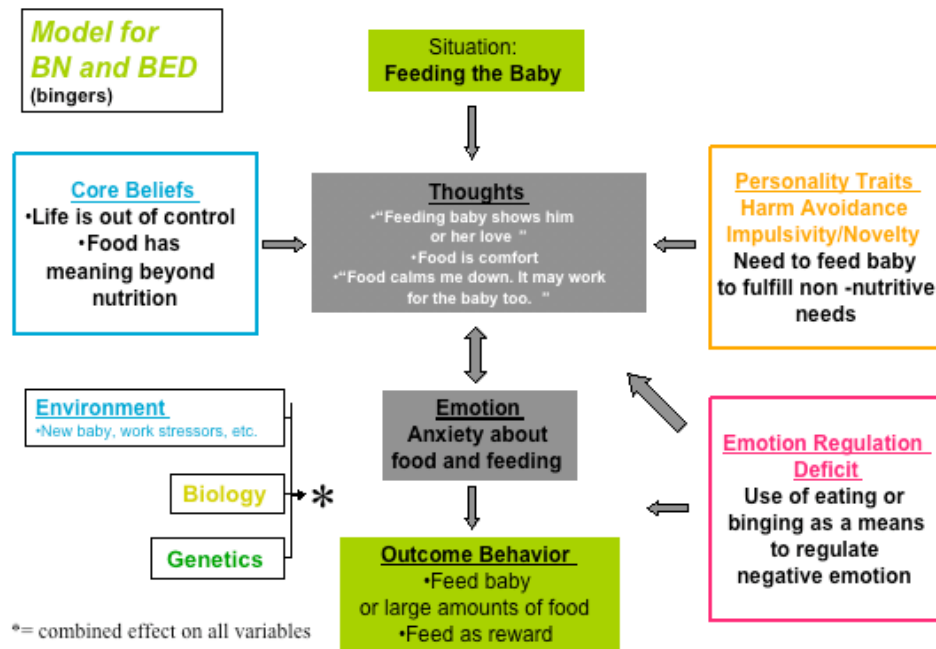 Model for
BN and BED
(bingers)
Situation:
Feeding the Baby
Core Beliefs
•Life is out of control
•Food has
meaning beyond
nutrition
Thoughts
•“Feeding baby shows him
or her love ”
•Food is comfort
•“Food calms me down. It may work
for the baby too. ”
Personality Traits
Harm Avoidance
Impulsivity/Novelty
Need to feed baby
to fulfill non -nutritive
needs
Environment
•New baby, work stressors, etc.
Biology
Genetics
*
Emotion
Anxiety about
food and feeding
Emotion Regulation
Deficit
Use of eating or
binging as a means
to regulate
negative emotion
Outcome Behavior
•Feed baby
or large amounts of food
•Feed as reward
*= combined effect on all variables